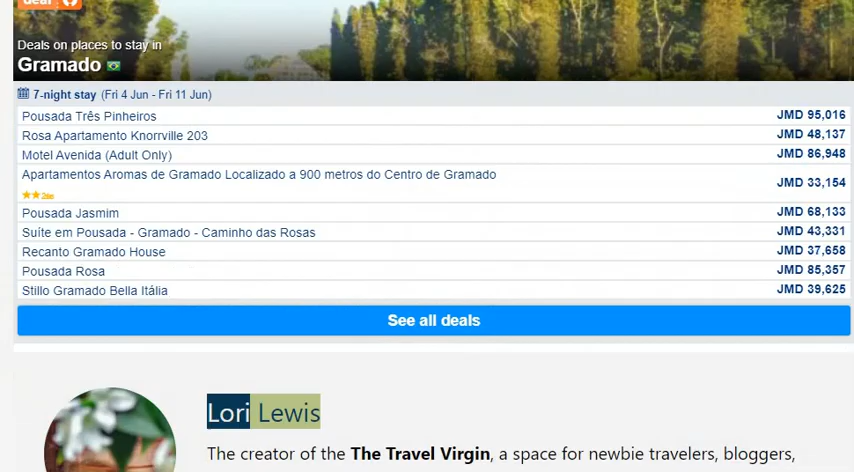 deal
Deals on places to stay in
Gramado
7-night stay (Fri 4 Jun - Fri 11 Jun)
Pousada Três Pinheiros JMD 95,016
Rosa Apartamento Knorrville 203 JMD 48,137
Motel Avenida (Adult Only) JMD 86,948
Apartamentos Aromas de Gramado Localizado a 900 metros do Centro de Gramado JMD 33,154
Pousada Jasmim JMD 68,133
Suíte em Pousada - Gramado - Caminho das Rosas JMD 43,331
Recanto Gramado House JMD 37,658
Pousada Rosa JMD 85,357
Stillo Gramado Bella Itália JMD 39,625
See all deals
Lori Lewis
The creator of the The Travel Virgin, a space for newbie travelers, bloggers,